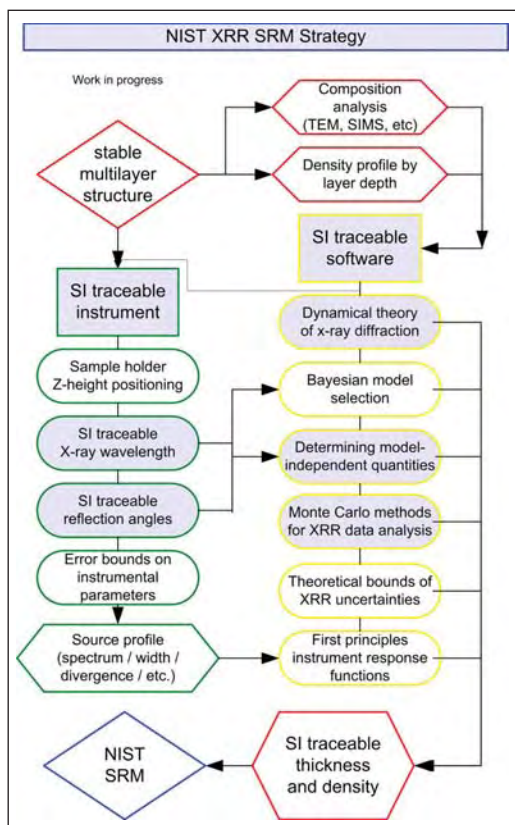 NIST XRR SRM Strategy
Work in progress
Composition
analysis
(TEM, SIMS, etc)
stable
multilayer
structure
Density profile by
layer depth
SI traceable
software
SI traceable
instrument
Dynamical theory
of x-ray diffraction
Sample holder
Z-height positioning
Bayesian model
selection
SI traceable
X-ray wavelength
Determining model-
independent quantities
SI traceable
reflection angles
Monte Carlo methods
for XRR data analysis
Error bounds on
instrumental
parameters
Theoretical bounds of
XRR uncertainties
Source profile
(spectrum / width /
divergence / etc.)
First principles
instrument response
functions
NIST
SRM
SI traceable
thickness
and density